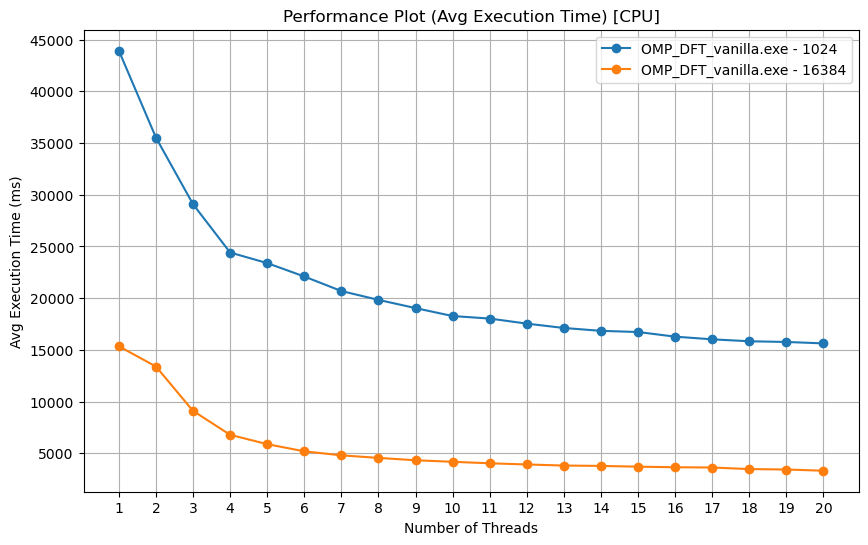 Performance Plot (Avg Execution Time) [CPU]
OMP_DFT_vanilla.exe - 1024
OMP_DFT_vanilla.exe - 16384
Avg Execution Time (ms)
45000
40000
35000
30000
25000
20000
15000
10000
5000
1 2 3 4 5 6 7 8 9 10 11 12 13 14 15 16 17 18 19 20
Number of Threads